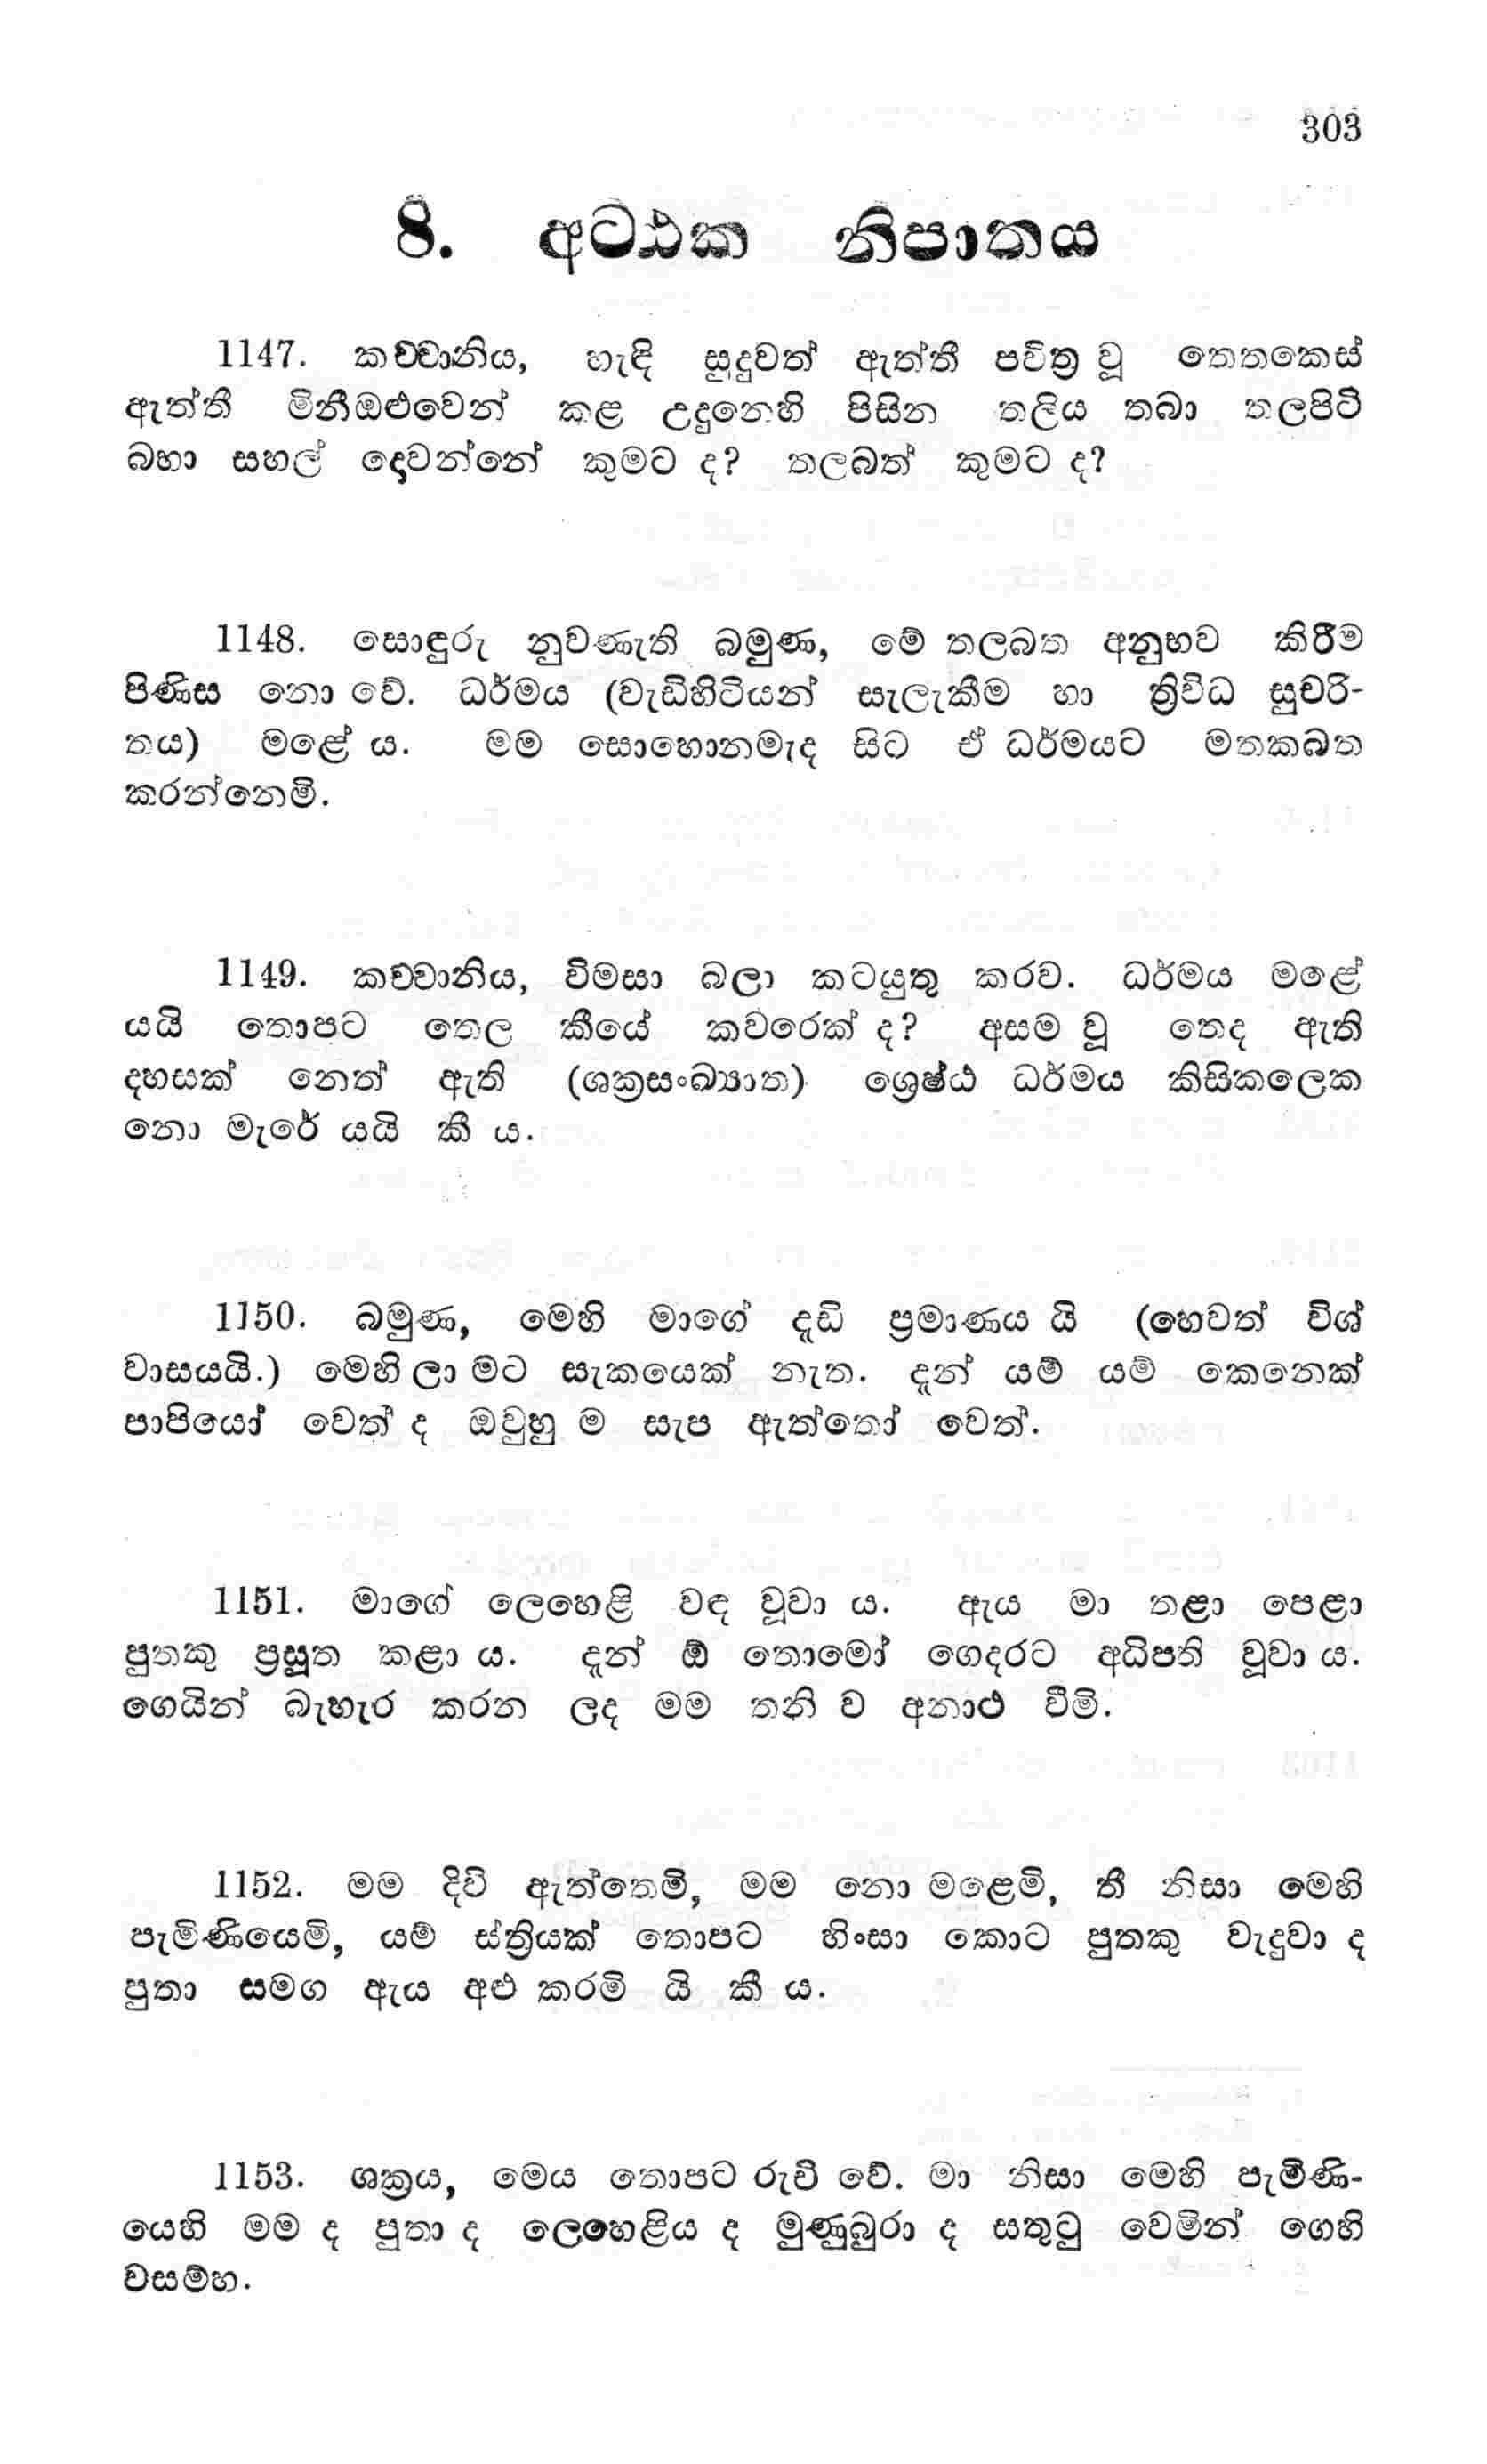 303
8. අට්ඨක නිපාතය
1147. කච්චානිය, හැඳි සුදුවත් ඇත්තී පවිත්‍ර වූ තෙතකෙස්
ඇත්තී මිනීඔළුවෙන් කළ උදුනෙහි පිසින තලිය තබා තලපිටි
බහා සහල් දොවන්නේ කුමට ද? තලබත් කුමට ද?
1148. සොඳුරු නුවණැති බමුණ, මේ තලබත අනුභව කිරීම
පිණිස නො වේ. ධර්මය (වැඩිහිටියන් සැලැකීම හා ත්‍රිවිධ සුචරි-
තය) මළේ ය. මම සොහොනමැද සිට ඒ ධර්මයට මතකබත
කරන්නෙමි.
1149. කච්චානිය, විමසා බලා කටයුතු කරව. ධර්මය මළේ
යයි තොපට තෙල කීයේ කවරෙක් ද? අසම වූ තෙද ඇති
දහසක් නෙත් ඇති (ශක්‍රසංඛ්‍යාත) ශ්‍රෙෂ්ඨ ධර්මය කිසිකලෙක
නො මැරේ යයි කී ය.
1150. බමුණ, මෙහි මාගේ දැඩි ප්‍රමාණය යි (හෙවත් විශ්
වාසයයි.) මෙහි ලා මට සැකයෙක් නැත. දැන් යම් යම් කෙනෙක්
පාපියෝ වෙත් ද ඔවුහු ම සැප ඇත්තෝ වෙත්.
1151. මාගේ ලෙහෙළි වඳ වූවා ය. ඇය මා තළා පෙළා
පුතකු ප්‍රසූත කළා ය. දැන් ඕ තොමෝ ගෙදරට අධිපති වූවා ය.
ගෙයින් බැහැර කරන ලද මම තනි ව අනාථ වීමි.
1152. මම දිවි ඇත්තෙමි, මම නො මළෙමි, තී නිසා මෙහි
පැමිණියෙමි, යම් ස්ත්‍රියක් තොපට හිංසා කොට පුතකු වැදුවා ද
පුතා සමග ඇය අළු කරමි යි කී ය.
1153. ශක්‍රය, මෙය තොපට රුචි වේ. මා නිසා මෙහි පැමිණි-
යෙහි මම ද පුතා ද ලෙහෙළිය ද මුණුබුරා ද සතුටු වෙමින් ගෙහි
වසම්හ.